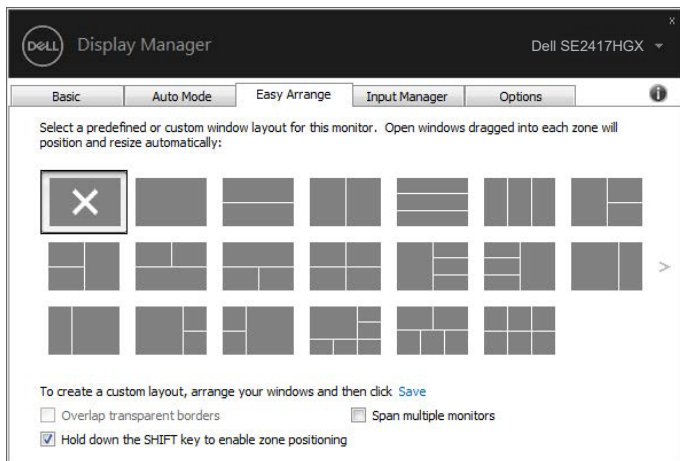 x
DELL Display Manager Dell SE2417HGX
Basic Auto Mode Easy Arrange Input Manager Options i
Select a predefined or custom window layout for this monitor. Open windows dragged into each zone will
position and resize automatically:
>
To create a custom layout, arrange your windows and then click Save
Overlap transparent borders Span multiple monitors
Hold down the SHIFT key to enable zone positioning